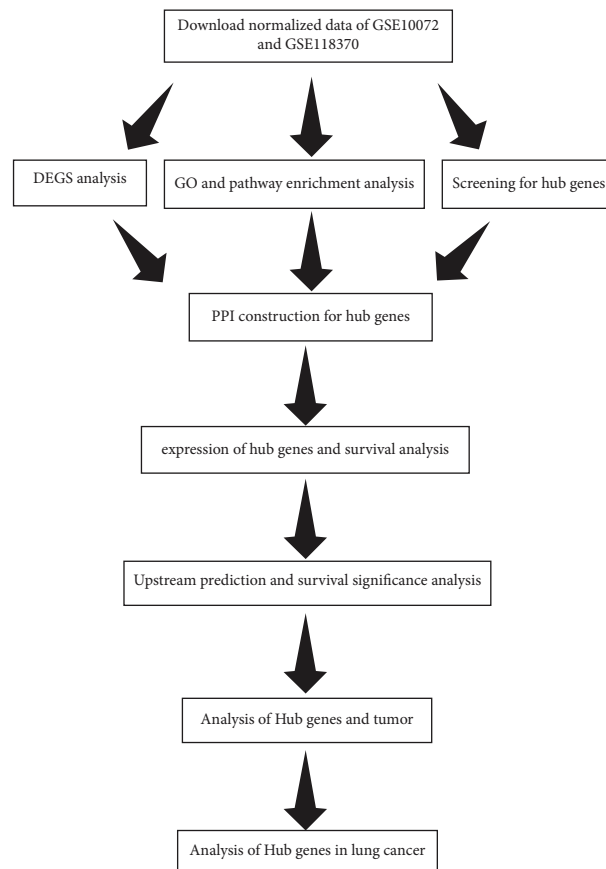 Download normalized data of GSE10072
and GSE118370
DEGS analysis
GO and pathway enrichment analysis
Screening for hub genes
PPI construction for hub genes
expression of hub genes and survival analysis
Upstream prediction and survival significance analysis
Analysis of Hub genes and tumor
Analysis of Hub genes in lung cancer